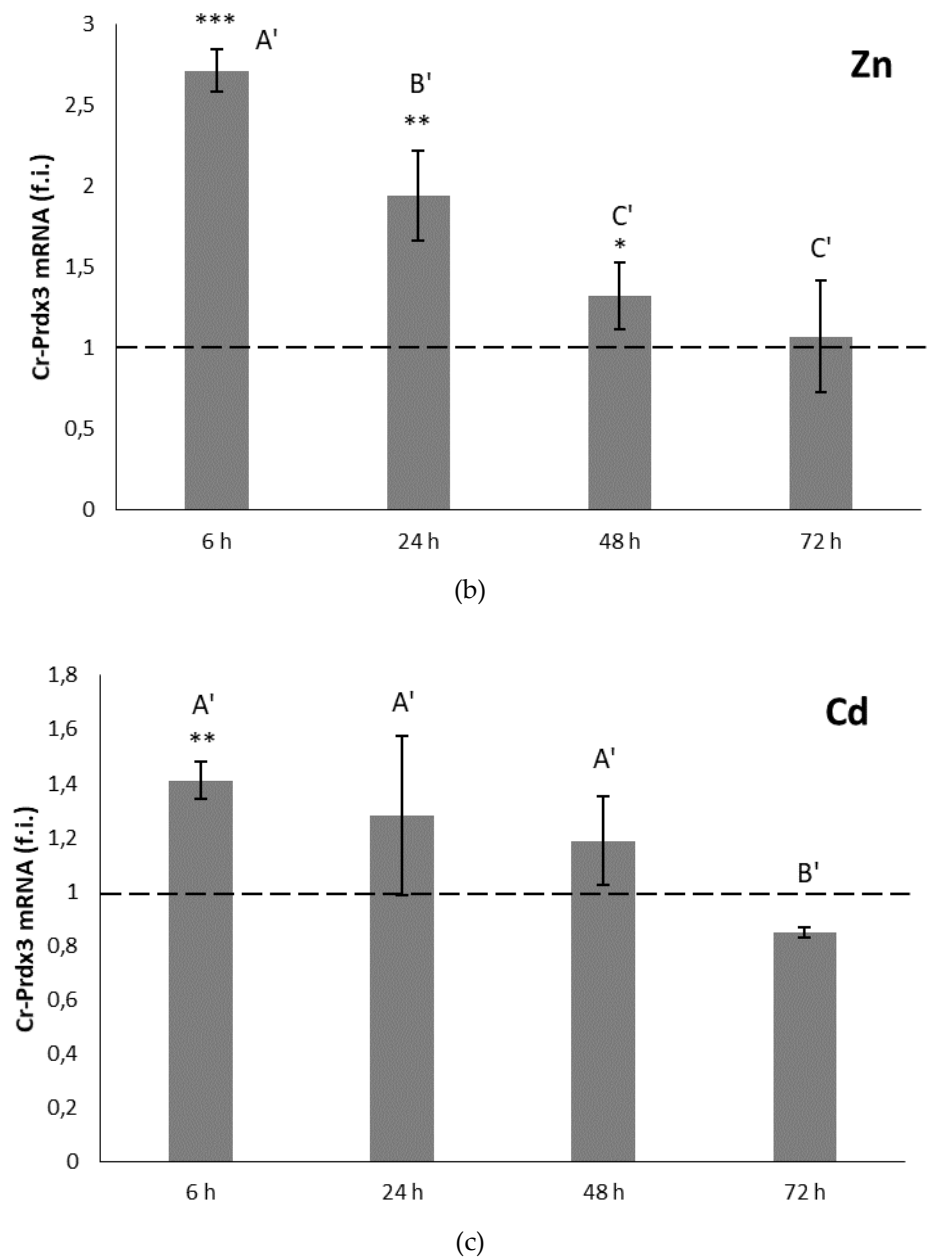 3
***
A'
Zn
2,5
B'
**
2
C'
*
C'
1,5
1
0,5
0
Cr-Prdx3 mRNA (f.i.)
6 h 24 h 48 h 72 h
(b)
1,8
A'
**
A'
Cd
1,6
A'
1,4
1,2
1
B'
0,8
0,6
0,4
0,2
0
Cr-Prdx3 mRNA (f.i.)
6 h 24 h 48 h 72 h
(c)